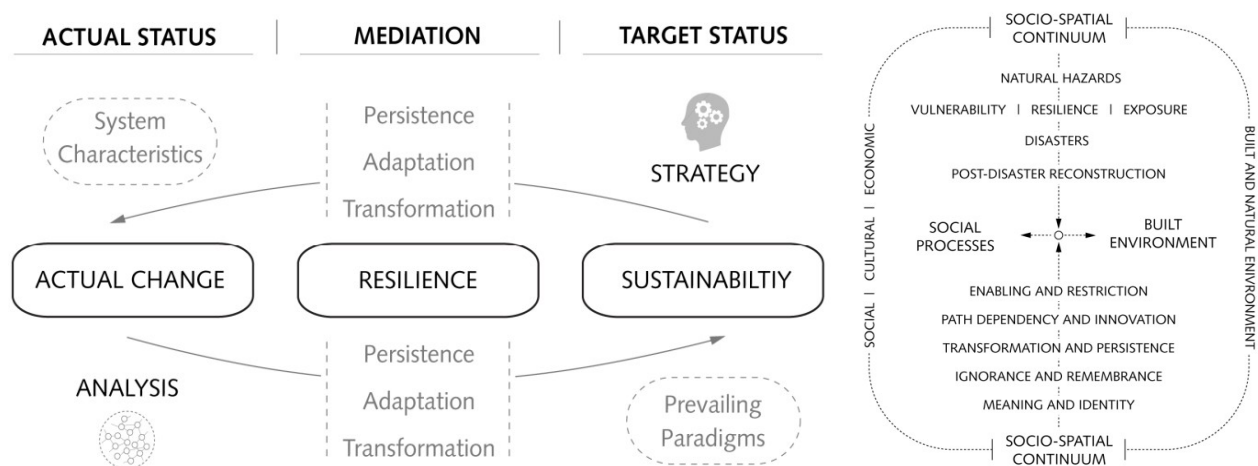 ACTUAL STATUS
MEDIATION
TARGET STATUS
System
Characteristics
Persistence
Adaptation
Transformation
STRATEGY
ACTUAL CHANGE
RESILIENCE
SUSTAINABILTIY
ANALYSIS
Persistence
Adaptation
Transformation
Prevailing
Paradigms
SOCIO-SPATIAL
CONTINUUM
NATURAL HAZARDS
VULNERABILITY | RESILIENCE | EXPOSURE
DISASTERS
POST-DISASTER RECONSTRUCTION
SOCIAL
PROCESSES
BUILT
ENVIRONMENT
ENABLING AND RESTRICTION
PATH DEPENDENCY AND INNOVATION
TRANSFORMATION AND PERSISTENCE
IGNORANCE AND REMEMBRANCE
MEANING AND IDENTITY
SOCIO-SPATIAL
CONTINUUM
SOCIAL | CULTURAL | ECONOMIC
BUILT AND NATURAL ENIVRONMENT